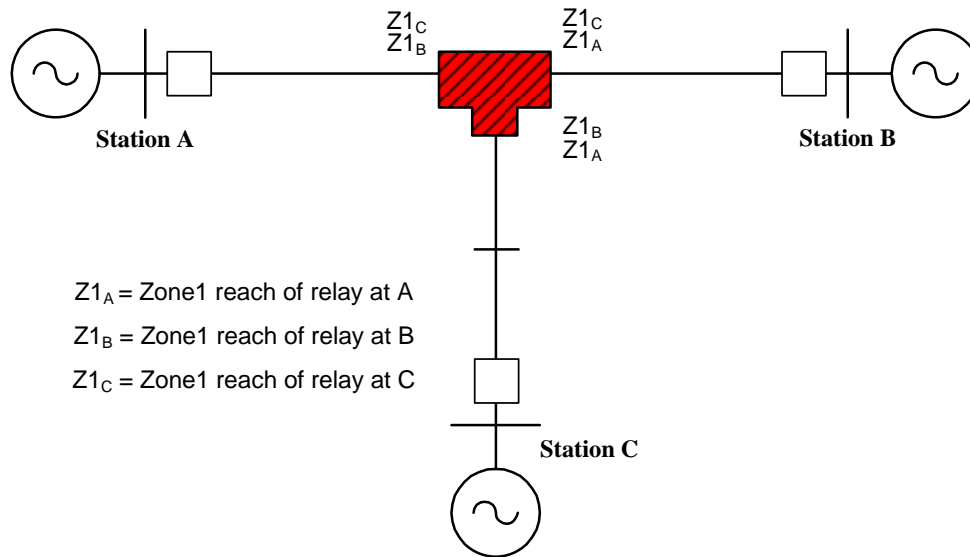 Z1C
Z1B
Z1C
Z1A
Station A
Station B
Z1B
Z1A
Z1A = Zone1 reach of relay at A
Z1B = Zone1 reach of relay at B
Z1C = Zone1 reach of relay at C
Station C